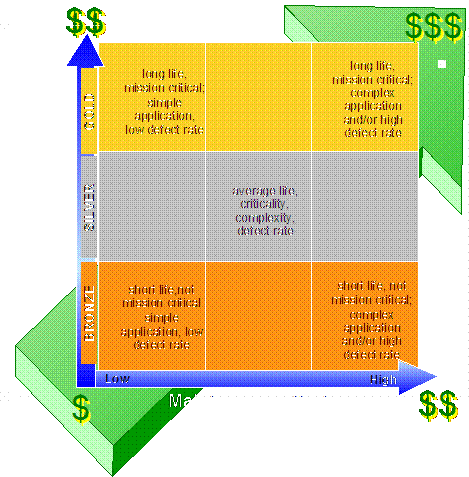 $$
$$$
GOLD
long life,
mission critical;
simple
application,
low defect rate
long life,
mission critical;
complex
application
and/or high
defect rate
SILVER
average life,
criticality,
complexity,
defect rate
BRONZE
short life,not
mission critical
simple
application, low
defect rate
short life, not
mission critical;
complex
application
and/or high
defect rate
Low
High
$
$$